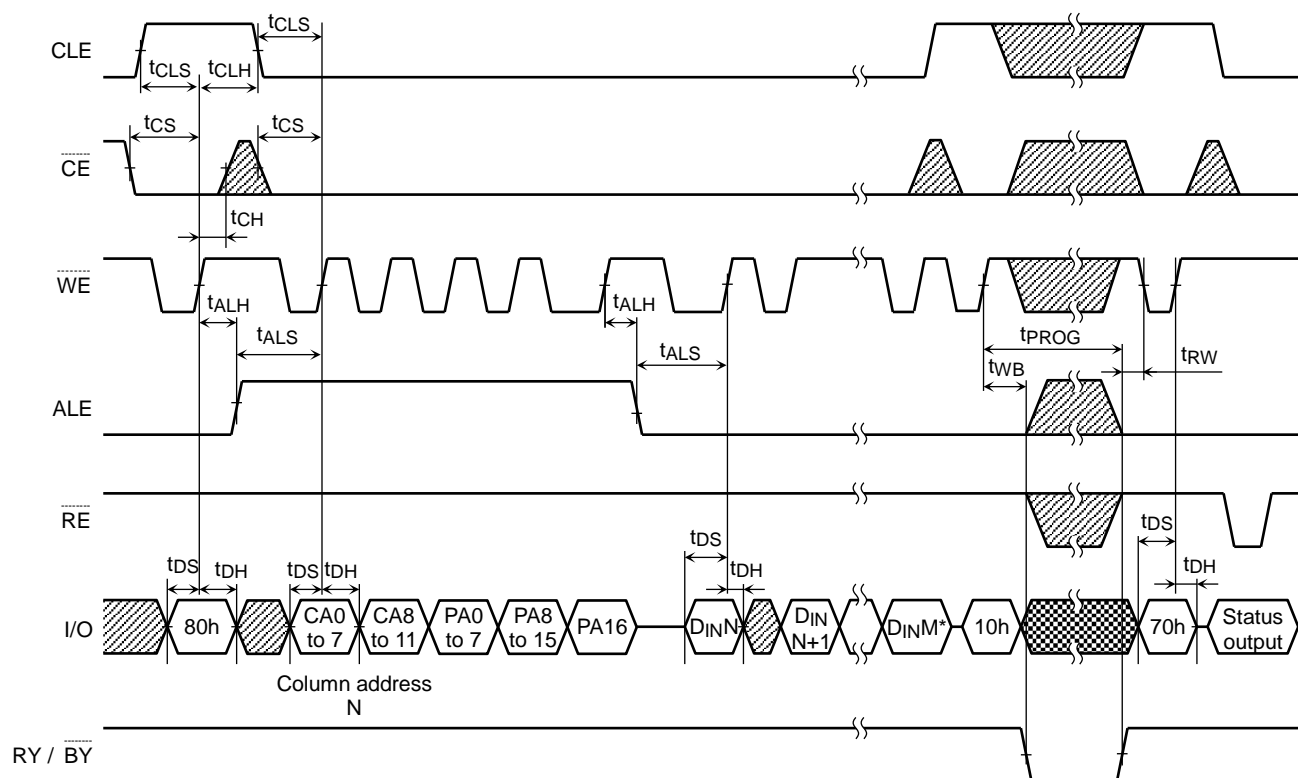 CLE
tCLS
tCLS
tCLH
CE
tCS
tCS
tCH
WE
tALH
tALS
tALH
tALS
tPROG
tWB
tRW
ALE
RE
tDS
tDH
tDS
tDH
tDS
tDH
tDS
tDH
I/O
80h
CA0
to 7
CA8
to 11
PA0
to 7
PA8
to 15
PA16
DINN
DIN
N+1
DINM*
10h
70h
Status
output
Column address
N
RY / BY